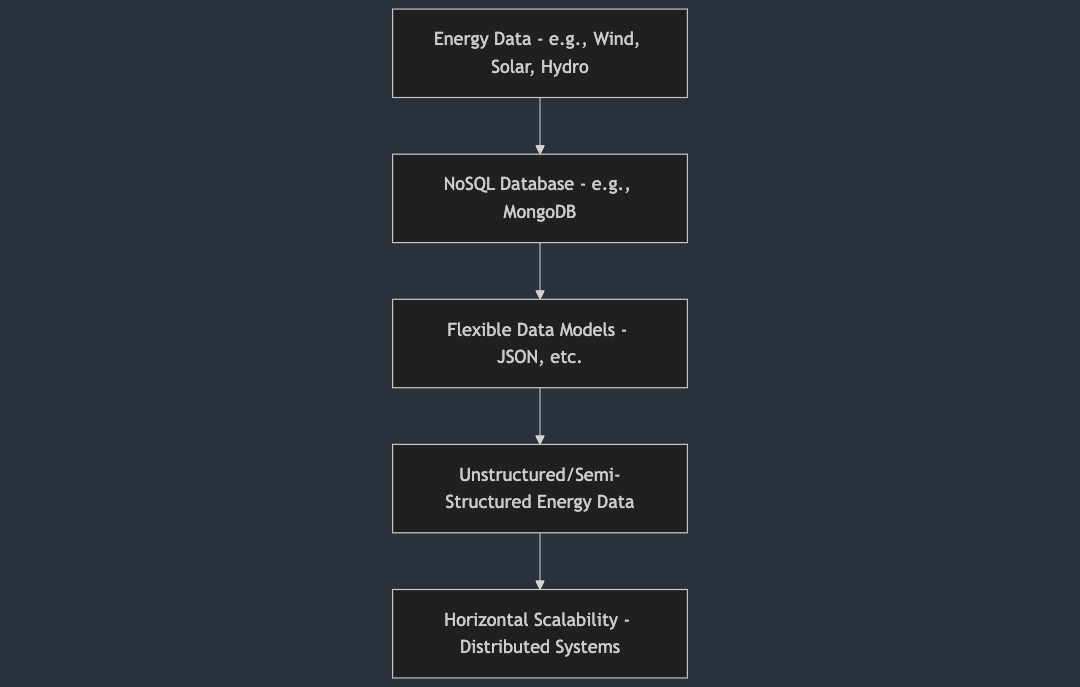 Energy Data - e.g., Wind,
Solar, Hydro
NoSQL Database - e.g.,
MongoDB
Flexible Data Models -
JSON, etc.
Unstructured/Semi-
Structured Energy Data
Horizontal Scalability -
Distributed Systems